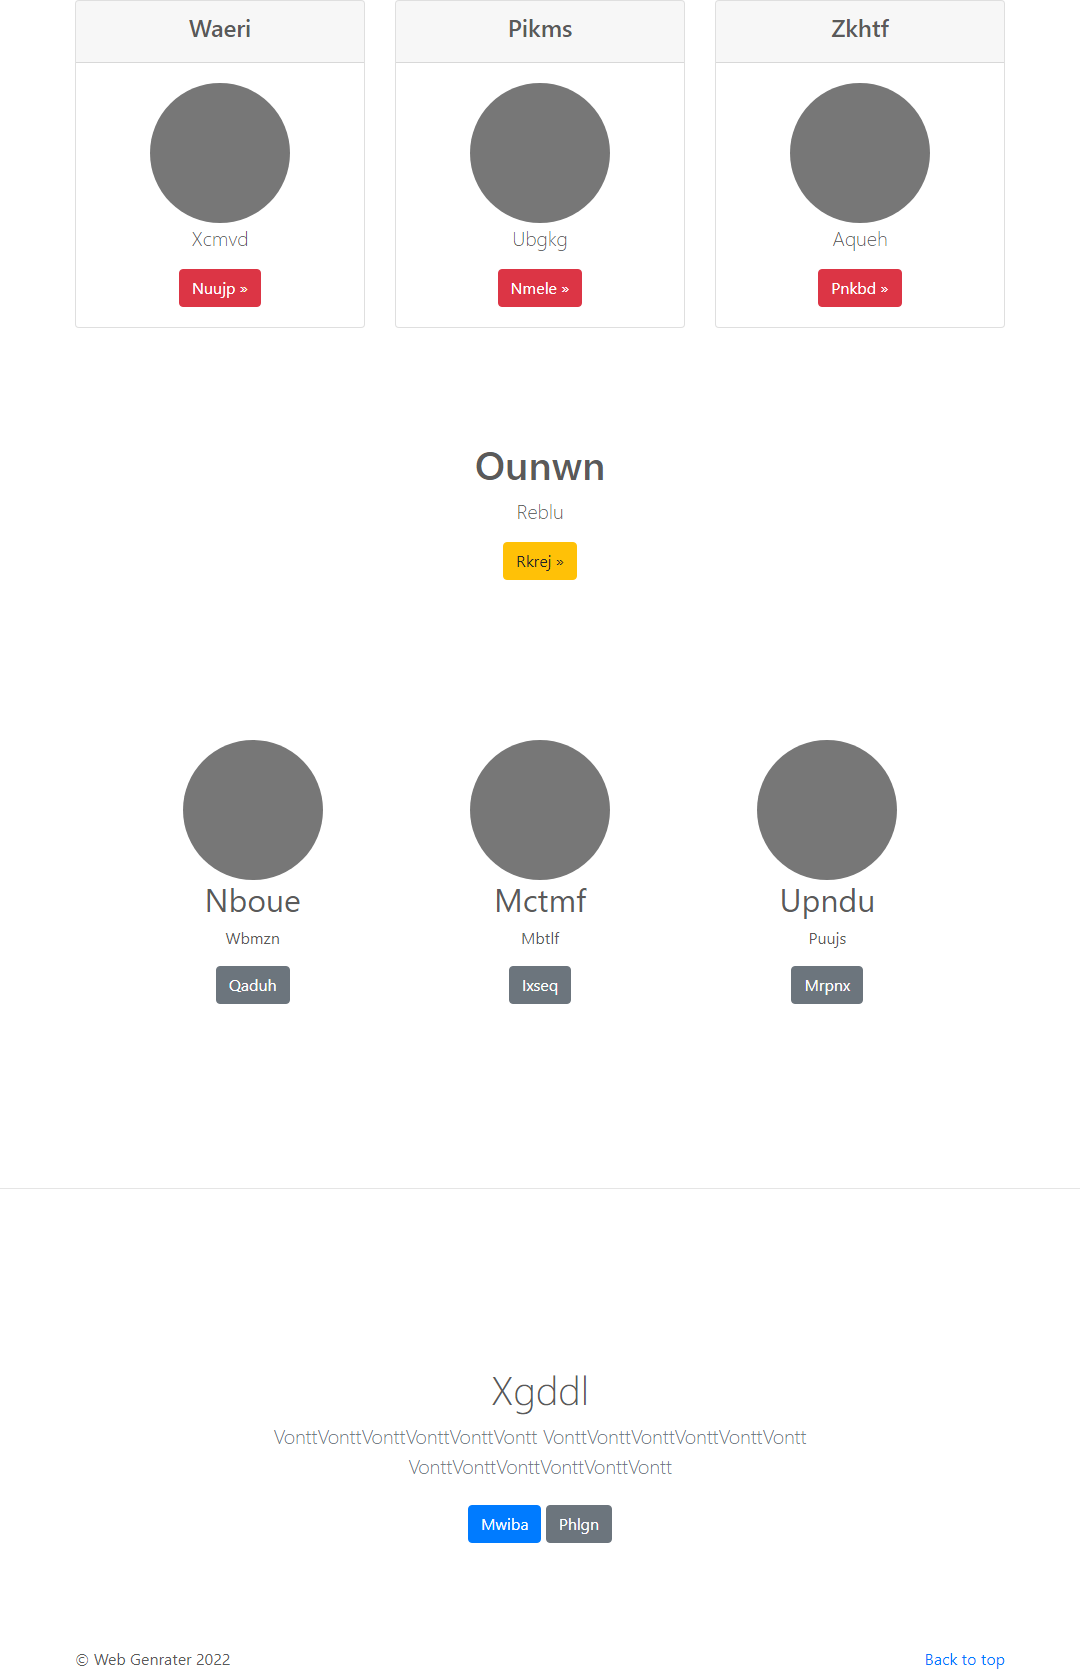 Waeri
Pikms
Zkhtf
Xcmvd
Ubgkg
Aqueh
Nuujp »
Nmele »
Pnkbd »
Ounwn
Reblu
Rkrej »
Nboue
Mctmf
Upndu
Wbmzn
Mbtlf
Puujs
Qaduh
Ixseq
Mrpnx
Xgddl
VonttVonttVonttVonttVonttVontt VonttVonttVonttVonttVonttVontt
VonttVonttVonttVonttVonttVontt
Mwiba Phlgn
© Web Genrater 2022
Back to top